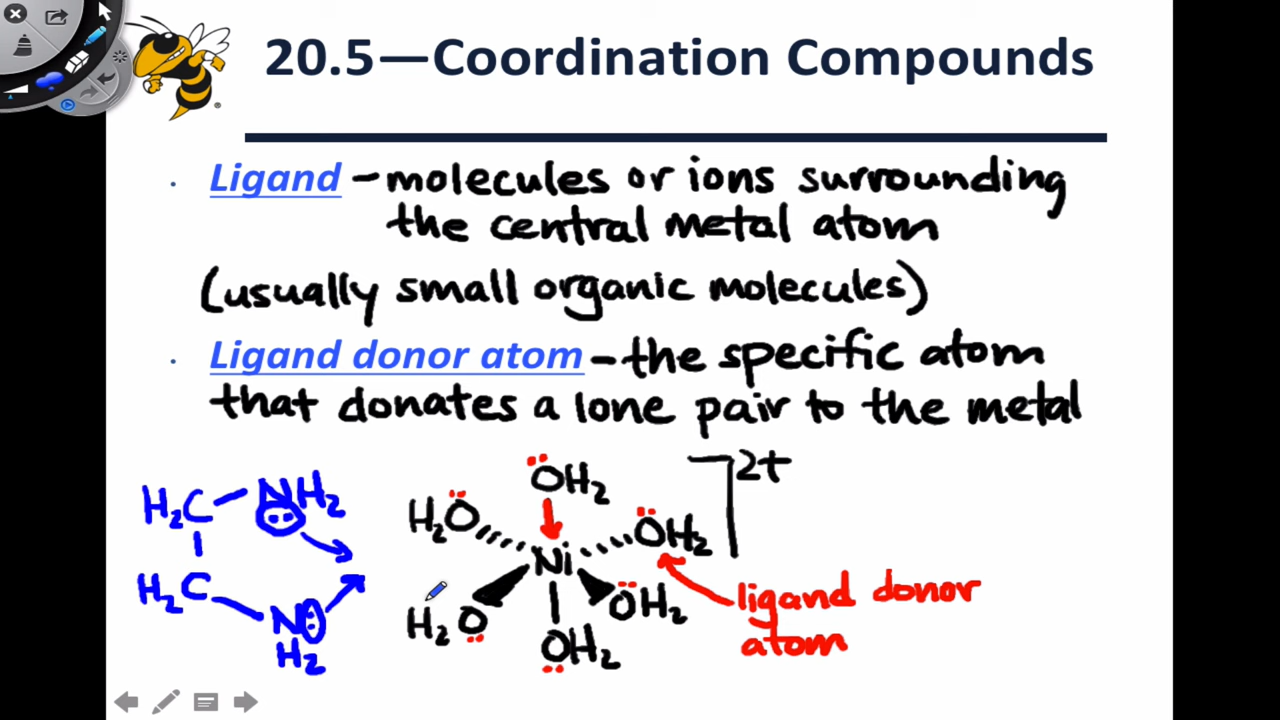 20.5—Coordination Compounds
· Ligand – molecules or ions surrounding
the central metal atom
(usually small organic molecules)
· Ligand donor atom – the specific atom
that donates a lone pair to the metal
H₂C – NH₂
H₂C
N
H₂
OH₂
H₂O
OH₂
]2+
Ni
H₂O
OH₂
OH₂
ligand donor
atom
®